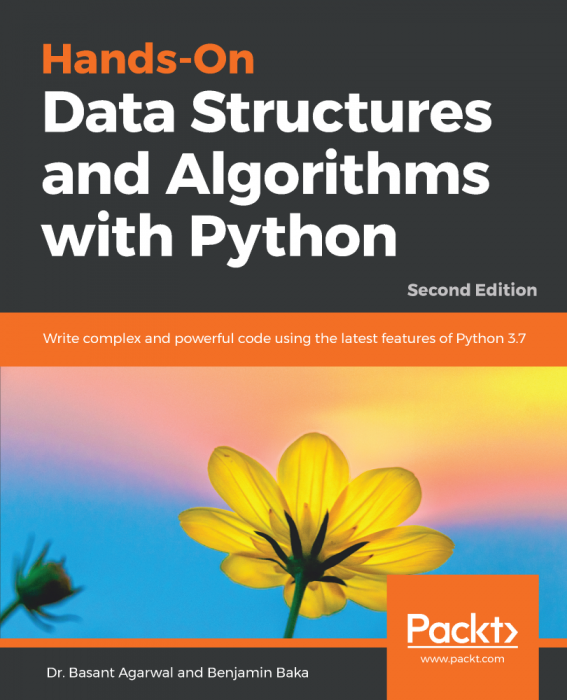 Hands-On
Data Structures
and Algorithms
with Python
Second Edition
Write complex and powerful code using the latest features of Python 3.7
Packt>
www.packt.com
Dr. Basant Agarwal and Benjamin Baka